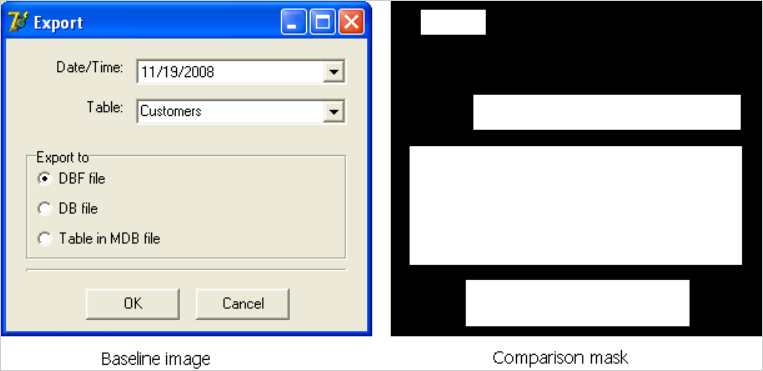 Export
Date/Time: 11/19/2008
Table: Customers
Export to
DBF file
DB file
Table in MDB file
OK Cancel
Baseline image Comparison mask